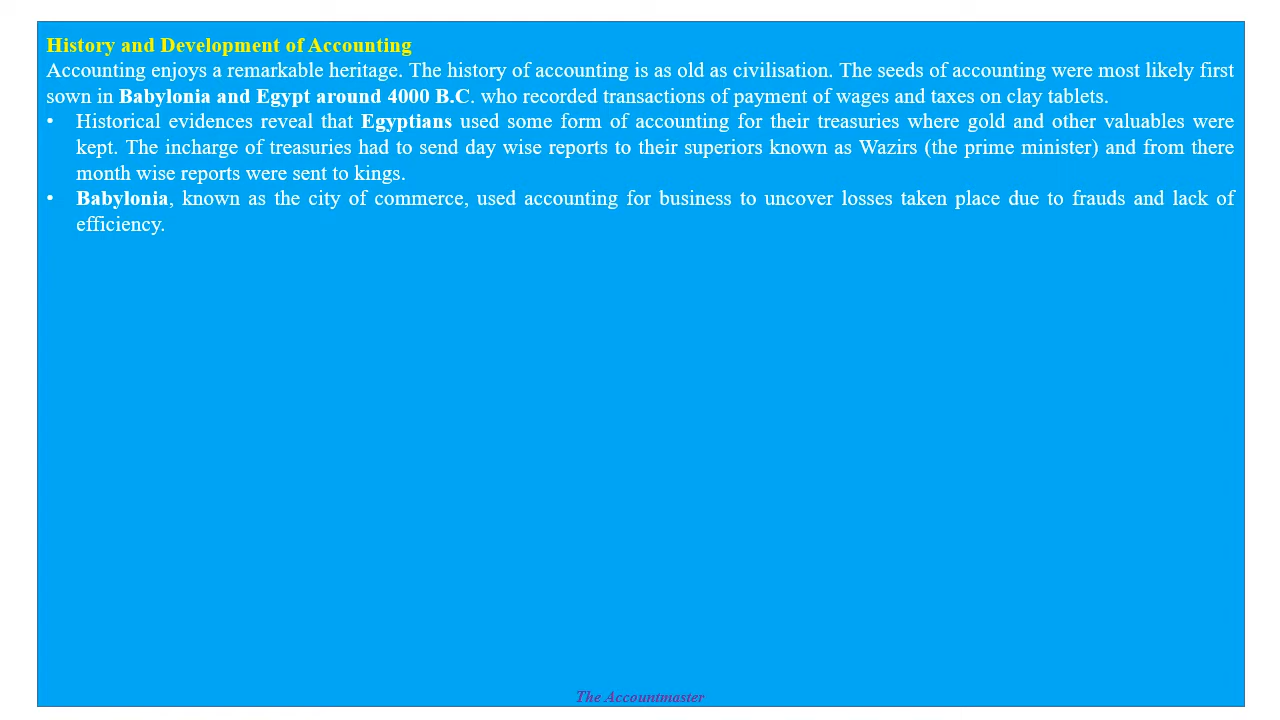 History and Development of Accounting
Accounting enjoys a remarkable heritage. The history of accounting is as old as civilisation. The seeds of accounting were most likely first
sown in Babylonia and Egypt around 4000 B.C. who recorded transactions of payment of wages and taxes on clay tablets.
• Historical evidences reveal that Egyptians used some form of accounting for their treasuries where gold and other valuables were
kept. The incharge of treasuries had to send day wise reports to their superiors known as Wazirs (the prime minister) and from there
month wise reports were sent to kings.
• Babylonia, known as the city of commerce, used accounting for business to uncover losses taken place due to frauds and lack of
efficiency.
The Accountmaster